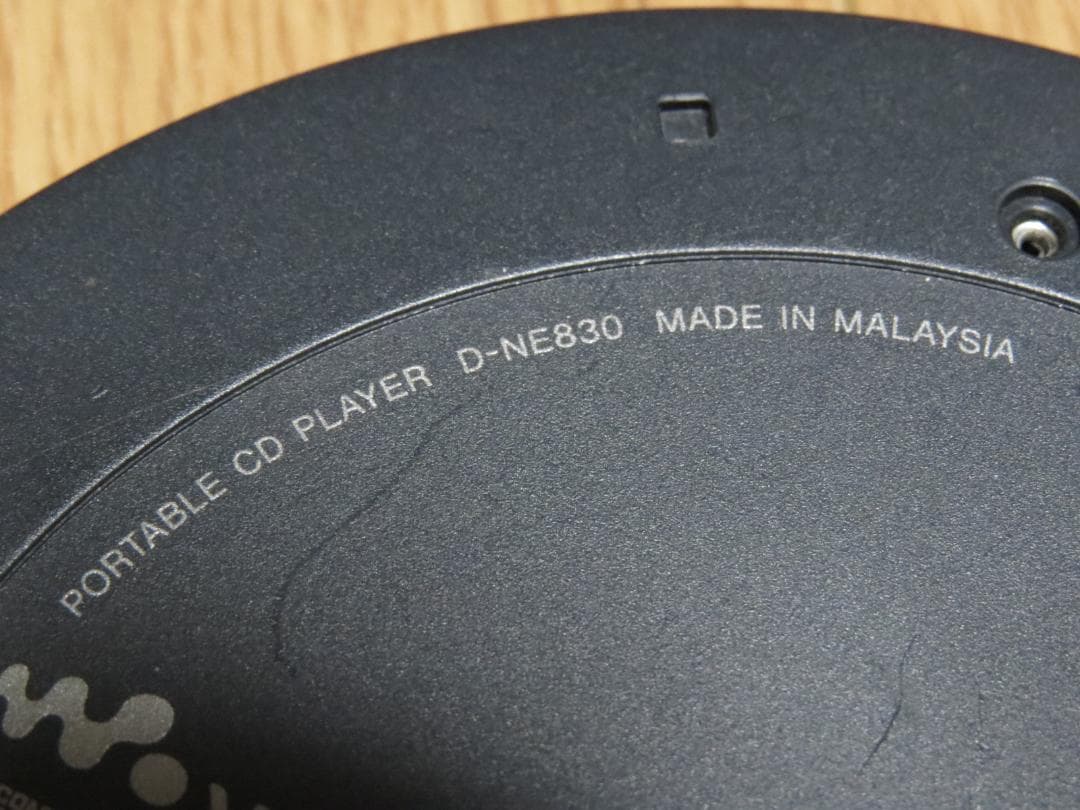 PORTABLE CD PLAYER D-NE830 MADE IN MALAYSIA